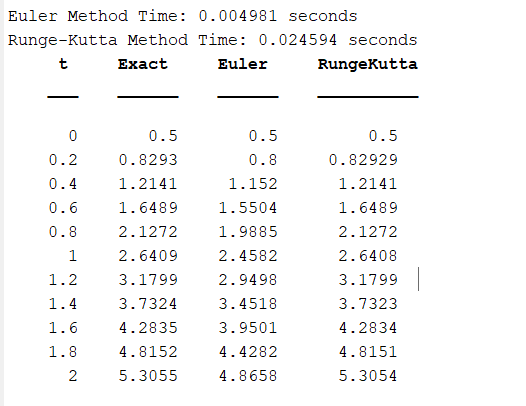 Euler Method Time: 0.004981 seconds
Runge-Kutta Method Time: 0.024594 seconds
t Exact Euler RungeKutta
0 0.5 0.5 0.5
0.2 0.8293 0.8 0.82929
0.4 1.2141 1.152 1.2141
0.6 1.6489 1.5504 1.6489
0.8 2.1272 1.9885 2.1272
1 2.6409 2.4582 2.6408
1.2 3.1799 2.9498 3.1799
1.4 3.7324 3.4518 3.7323
1.6 4.2835 3.9501 4.2834
1.8 4.8152 4.4282 4.8151
2 5.3055 4.8658 5.3054